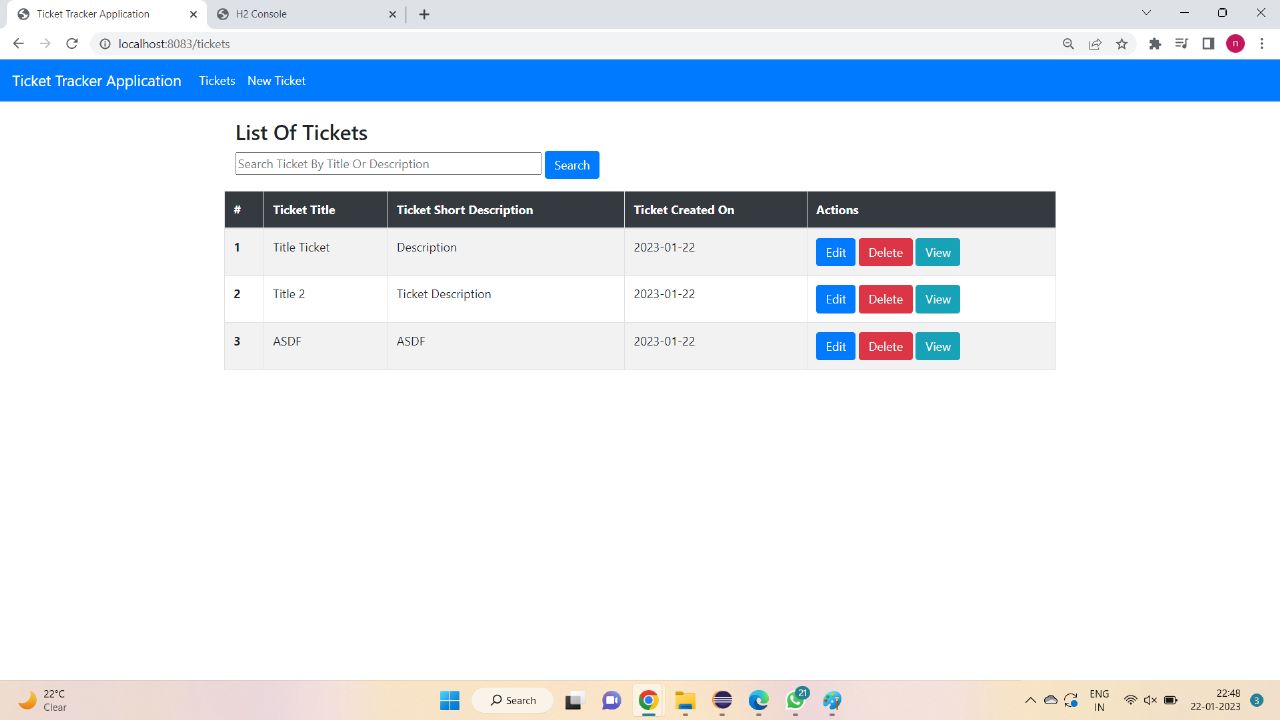 Ticket Tracker Application
H2 Console
localhost:8083/tickets
n
Ticket Tracker Application Tickets New Ticket
List Of Tickets
Search Ticket By Title Or Description Search
# Ticket Title Ticket Short Description Ticket Created On Actions
1 Title Ticket Description 2023-01-22 Edit Delete View
2 Title 2 Ticket Description 2023-01-22 Edit Delete View
3 ASDF ASDF 2023-01-22 Edit Delete View
22°C
Clear
Search
21
ENG
IN
22:48
22-01-2023
3